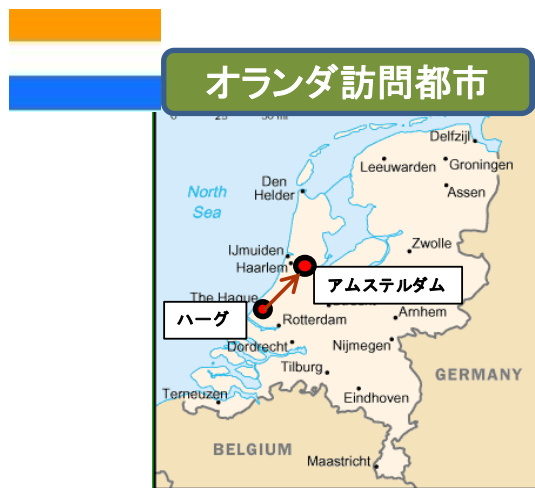 オランダ訪問都市
Delfzijl
Leeuwarden
Groningen
Den
Helder
Assen
North
Sea
Zwolle
IJmuiden
Haarlem
アムステルダム
The Hague
ハーグ
Rotterdam
Arnhem
Dordrecht
Nijmegen
Tilburg
GERMANY
Terneuzen
Eindhoven
BELGIUM
Maastricht